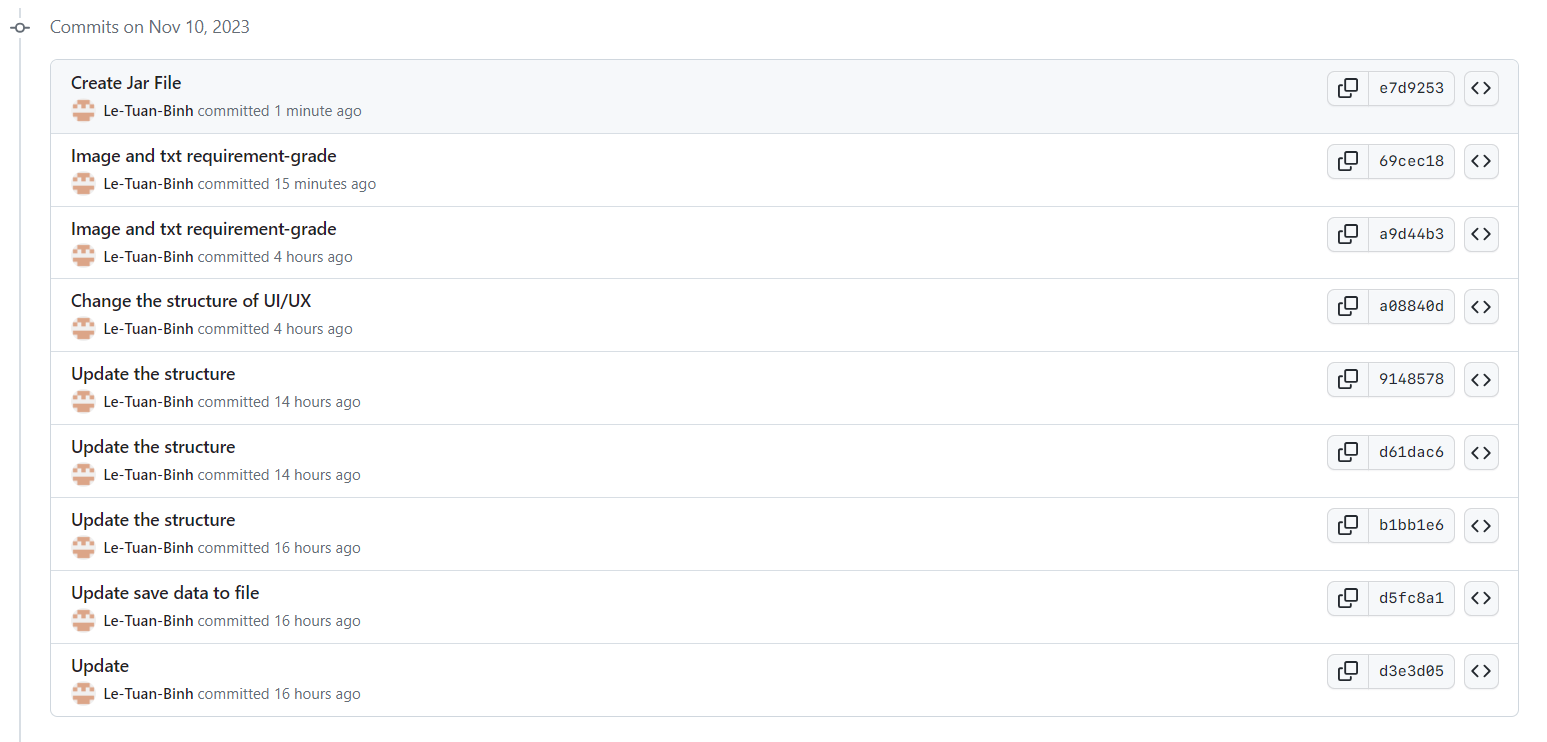 Commits on Nov 10, 2023
Create Jar File
e7d9253
Le-Tuan-Binh committed 1 minute ago
Image and txt requirement-grade
69cec18
Le-Tuan-Binh committed 15 minutes ago
Image and txt requirement-grade
a9d44b3
Le-Tuan-Binh committed 4 hours ago
Change the structure of UI/UX
a08840d
Le-Tuan-Binh committed 4 hours ago
Update the structure
9148578
Le-Tuan-Binh committed 14 hours ago
Update the structure
d61dac6
Le-Tuan-Binh committed 14 hours ago
Update the structure
b1bb1e6
Le-Tuan-Binh committed 16 hours ago
Update save data to file
d5fc8a1
Le-Tuan-Binh committed 16 hours ago
Update
d3e3d05
Le-Tuan-Binh committed 16 hours ago